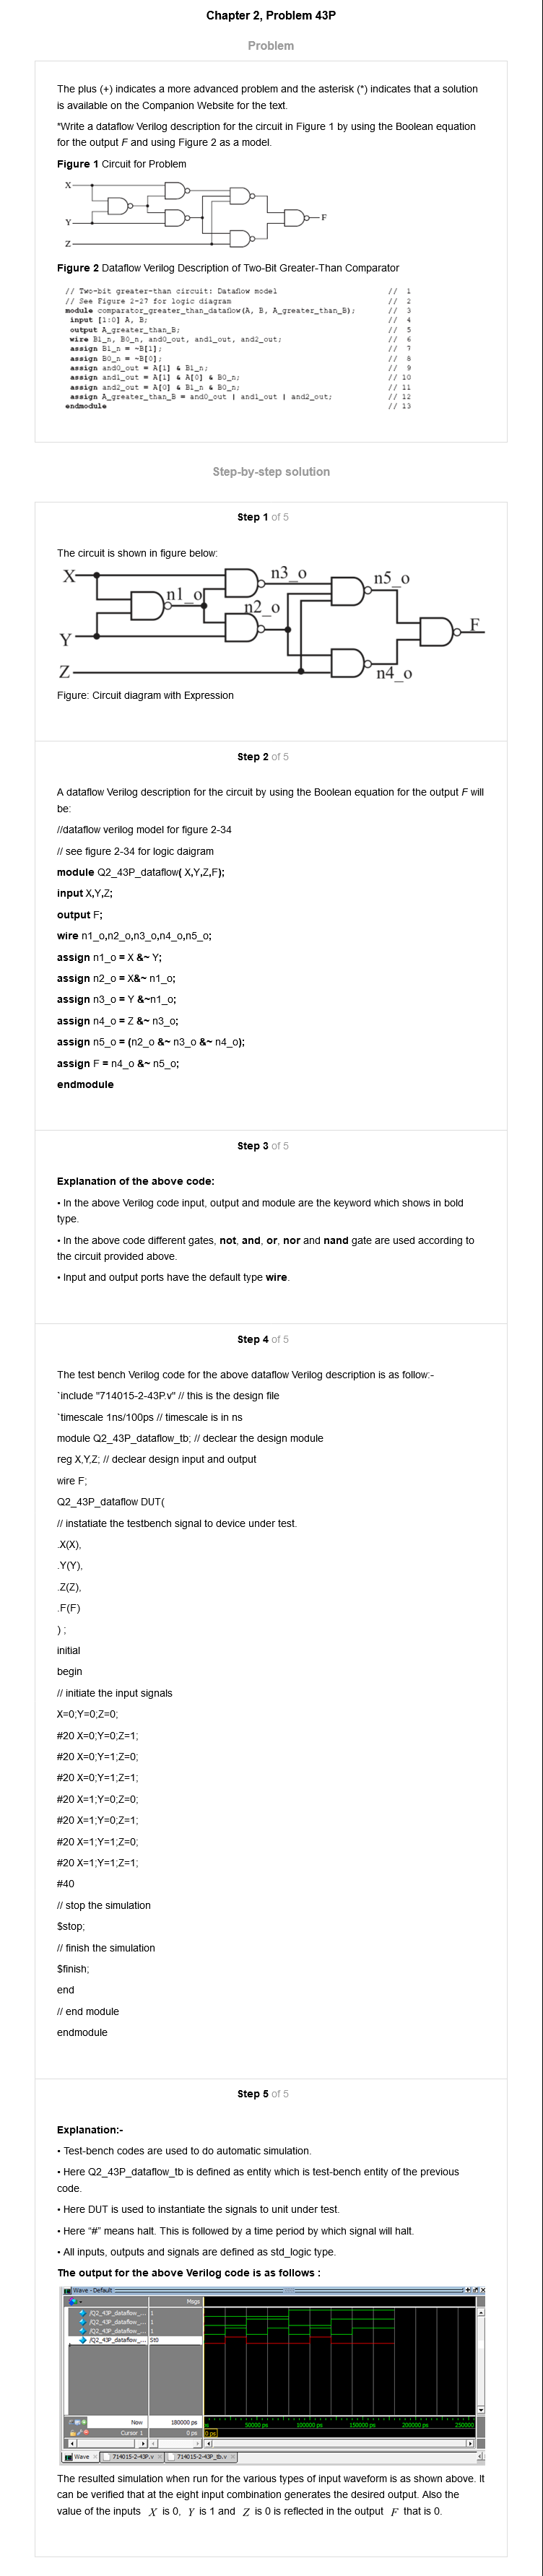 Chapter 2, Problem 43P
Problem
The plus (+) indicates a more advanced problem and the asterisk (*) indicates that a solution
is available on the Companion Website for the text.
*Write a dataflow Verilog description for the circuit in Figure 1 by using the Boolean equation
for the output F and using Figure 2 as a model.
Figure 1 Circuit for Problem
X
Y
Z
F
Figure 2 Dataflow Verilog Description of Two-Bit Greater-Than Comparator
// Two-bit greater-than circuit: Dataflow model // 1
// See Figure 2-27 for logic diagram // 2
module comparator_greater_than_dataflow(A, B, A_greater_than_B); // 3
input [1:0] A, B; // 4
output A_greater_than_B; // 5
wire B1_n, B0_n, and0_out, and1_out, and2_out; // 6
assign B1_n = ~B[1]; // 7
assign B0_n = ~B[0]; // 8
assign and0_out = A[1] & B1_n; // 9
assign and1_out = A[1] & A[0] & B0_n; // 10
assign and2_out = A[0] & B1_n & B0_n; // 11
assign A_greater_than_B = and0_out | and1_out | and2_out; // 12
endmodule // 13
Step-by-step solution
Step 1 of 5
The circuit is shown in figure below:
X
n1_o
n3_o
n5_o
n2_o
Y
F
Z
n4_o
Figure: Circuit diagram with Expression
Step 2 of 5
A dataflow Verilog description for the circuit by using the Boolean equation for the output F will
be:
//dataflow verilog model for figure 2-34
// see figure 2-34 for logic daigram
module Q2_43P_dataflow( X,Y,Z,F);
input X,Y,Z;
output F;
wire n1_o,n2_o,n3_o,n4_o,n5_o;
assign n1_o = X &~ Y;
assign n2_o = X&~ n1_o;
assign n3_o = Y &~n1_o;
assign n4_o = Z &~ n3_o;
assign n5_o = (n2_o &~ n3_o &~ n4_o);
assign F = n4_o &~ n5_o;
endmodule
Step 3 of 5
Explanation of the above code:
• In the above Verilog code input, output and module are the keyword which shows in bold
type.
• In the above code different gates, not, and, or, nor and nand gate are used according to
the circuit provided above.
• Input and output ports have the default type wire.
Step 4 of 5
The test bench Verilog code for the above dataflow Verilog description is as follow:-
`include "714015-2-43P.v" // this is the design file
`timescale 1ns/100ps // timescale is in ns
module Q2_43P_dataflow_tb; // declear the design module
reg X,Y,Z; // declear design input and output
wire F;
Q2_43P_dataflow DUT(
// instatiate the testbench signal to device under test.
.X(X),
.Y(Y),
.Z(Z),
.F(F)
) ;
initial
begin
// initiate the input signals
X=0;Y=0;Z=0;
#20 X=0;Y=0;Z=1;
#20 X=0;Y=1;Z=0;
#20 X=0;Y=1;Z=1;
#20 X=1;Y=0;Z=0;
#20 X=1;Y=0;Z=1;
#20 X=1;Y=1;Z=0;
#20 X=1;Y=1;Z=1;
#40
// stop the simulation
$stop;
// finish the simulation
$finish;
end
// end module
endmodule
Step 5 of 5
Explanation:-
• Test-bench codes are used to do automatic simulation.
• Here Q2_43P_dataflow_tb is defined as entity which is test-bench entity of the previous
code.
• Here DUT is used to instantiate the signals to unit under test.
• Here “#” means halt. This is followed by a time period by which signal will halt.
• All inputs, outputs and signals are defined as std_logic type.
The output for the above Verilog code is as follows :
Wave - Default
Msgs
/Q2_43P_dataflow_... 1
/Q2_43P_dataflow_... 1
/Q2_43P_dataflow_... 1
/Q2_43P_dataflow_... St0
Now 180000 ps ps 50000 ps 100000 ps 150000 ps 200000 ps 250000
Cursor 1 0 ps 0 ps
Wave 714015-2-43P.v 714015-2-43P_tb.v
The resulted simulation when run for the various types of input waveform is as shown above. It
can be verified that at the eight input combination generates the desired output. Also the
value of the inputs X is 0, Y is 1 and Z is 0 is reflected in the output F that is 0.